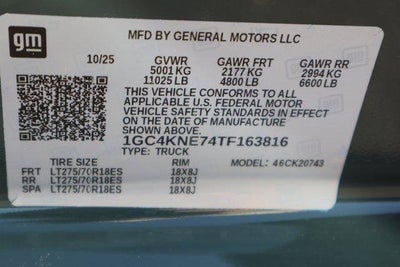 gm
MFD BY GENERAL MOTORS LLC
10/25 GVWR GAWR FRT GAWR RR
5001 KG 2177 KG 2994 KG
11025 LB 4800 LB 6600 LB
THIS VEHICLE CONFORMS TO ALL
APPLICABLE U.S. FEDERAL MOTOR
VEHICLE SAFETY STANDARDS IN EFFECT
ON THE DATE OF MANUFACTURE
1GC4KNE74TF163816
TYPE: TRUCK
TIRE SIZE RIM MODEL: 46CK20743
FRT LT275/70R18ES 18X8J
RR LT275/70R18ES 18X8J
SPA LT275/70R18ES 18X8J